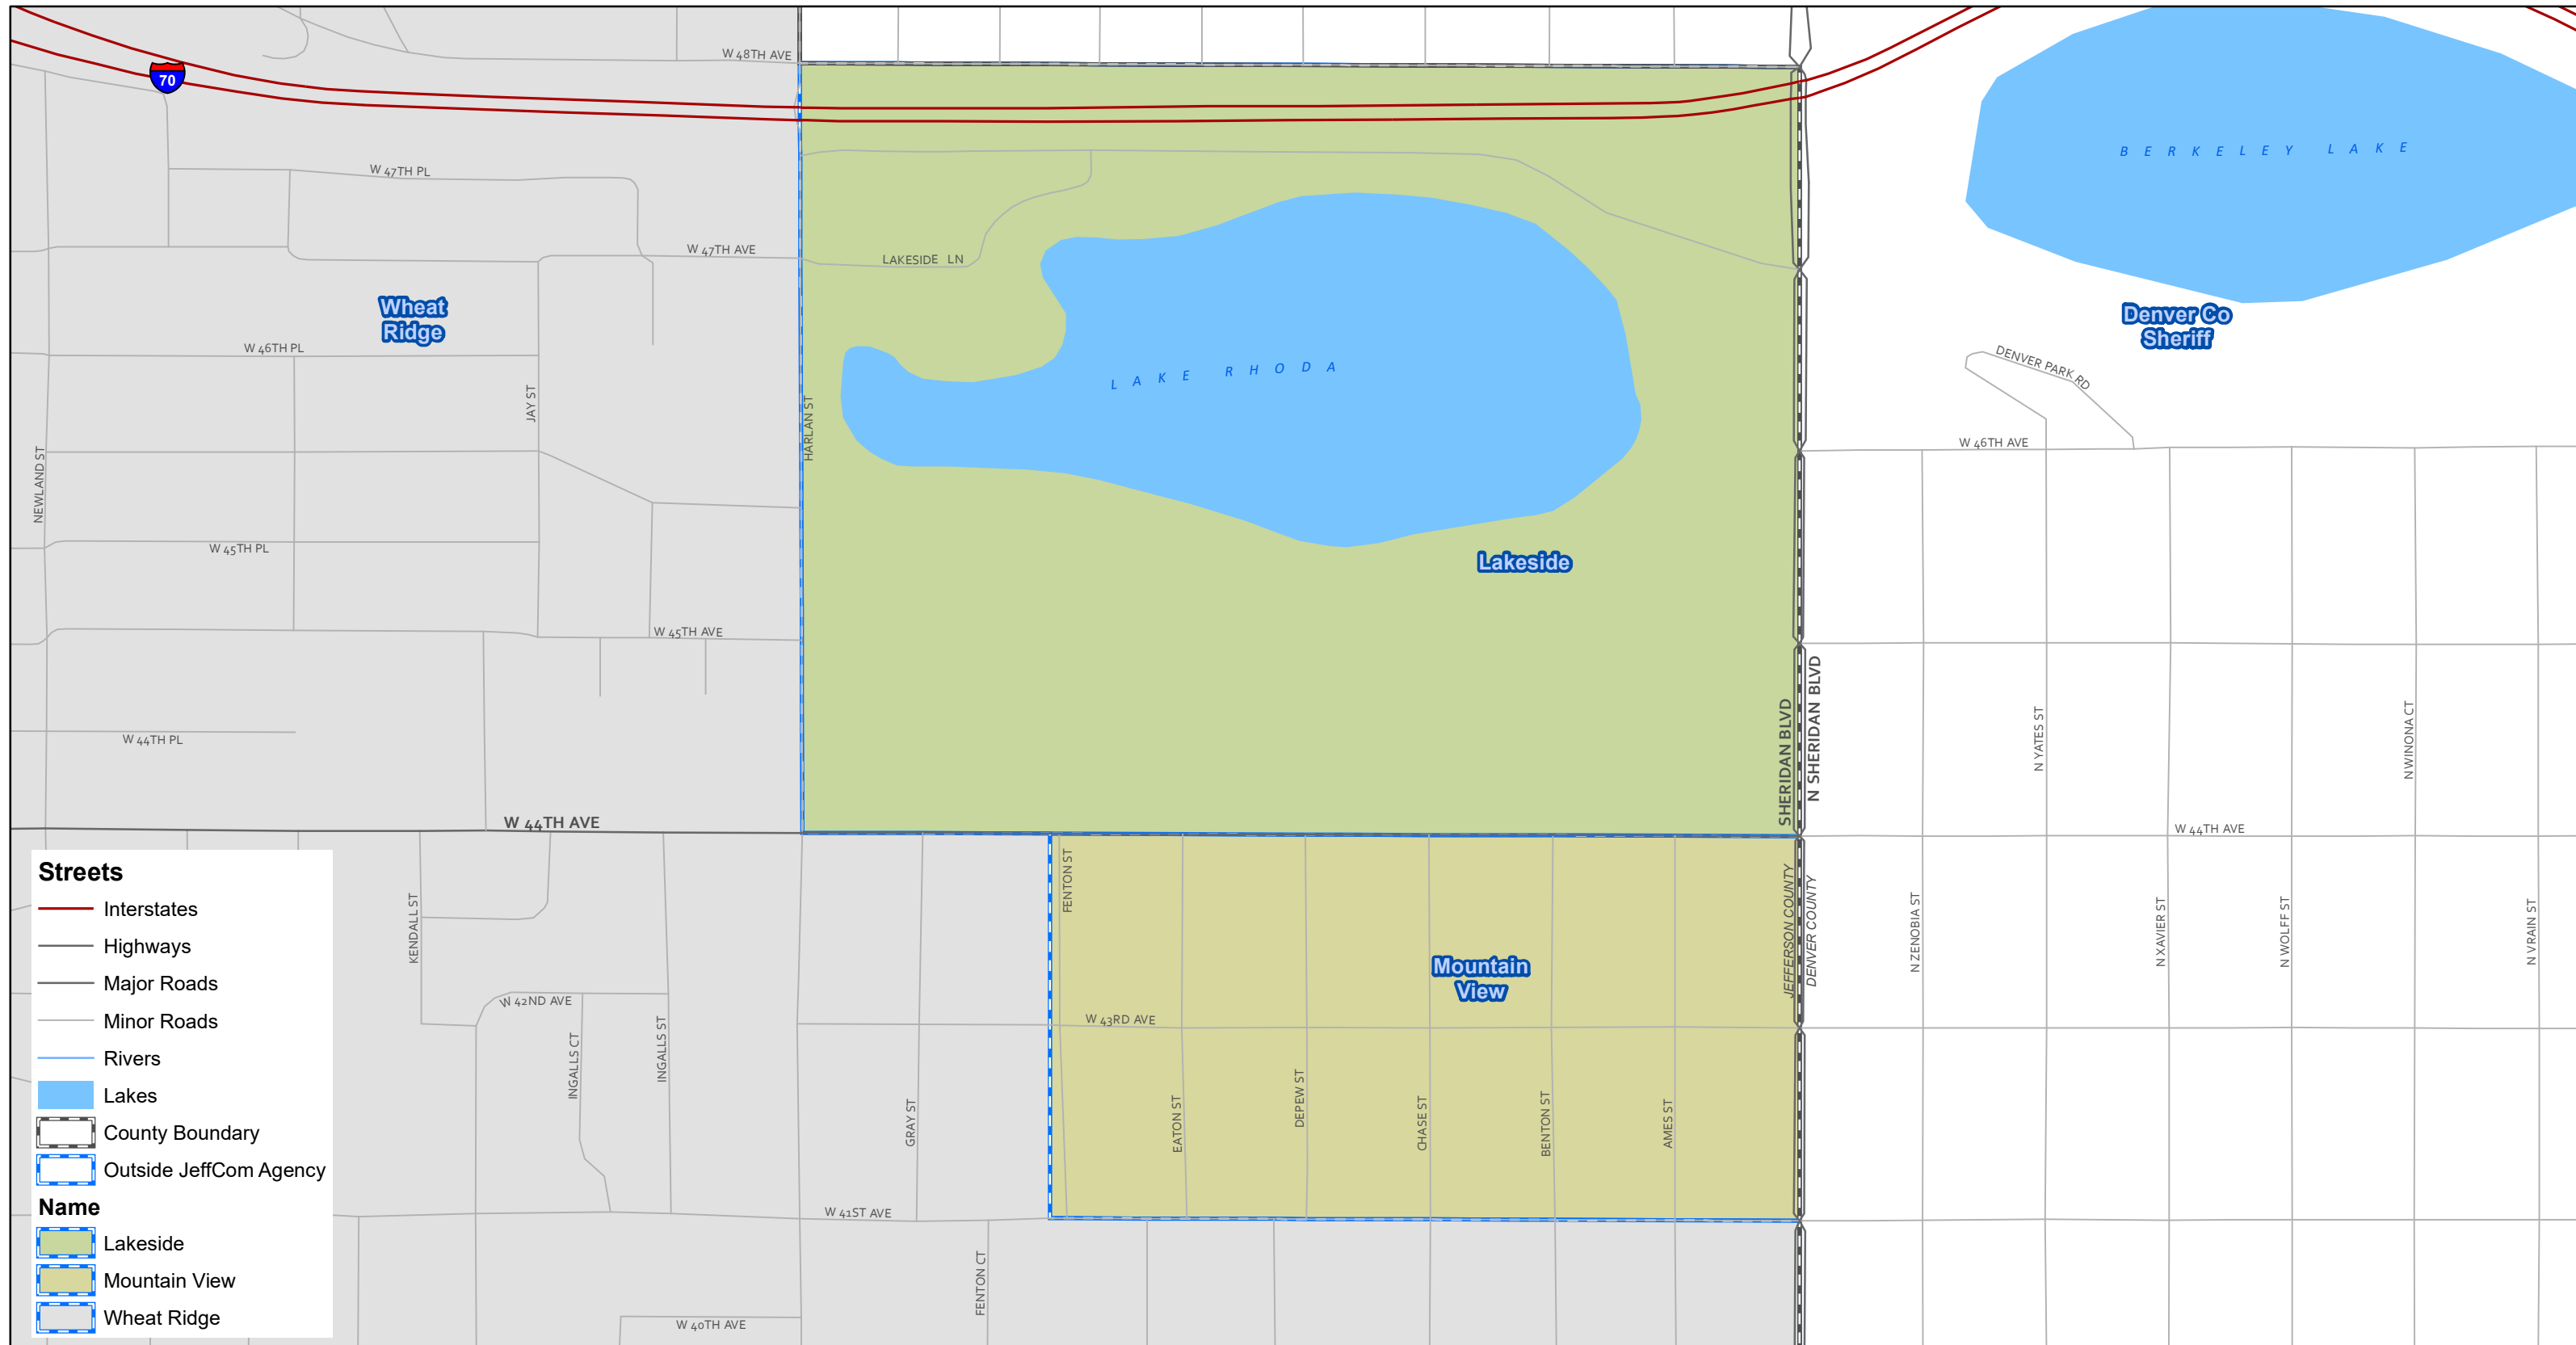 W 48TH AVE
70
W 47TH PL
W 47TH AVE
LAKESIDE LN
BERKELEY LAKE
Wheat
Ridge
Denver Co
Sheriff
W 46TH PL
DENVER PARK RD
LAKE RHODA
JAY ST
HARLAN ST
W 46TH AVE
NEWLAND ST
W 45TH PL
Lakeside
W 45TH AVE
W 44TH PL
SHERIDAN BLVD
N SHERIDAN BLVD
N YATES ST
N WINONA CT
W 44TH AVE
W 44TH AVE
KENDALL ST
FENTON ST
JEFFERSON COUNTY
DENVER COUNTY
N ZENOBIA ST
N XAVIER ST
N WOLFF ST
N VRAIN ST
Mountain
View
W 42ND AVE
W 43RD AVE
INGALLS CT
INGALLS ST
GRAY ST
EATON ST
DEPEW ST
CHASE ST
BENTON ST
AMES ST
W 41ST AVE
FENTON CT
W 40TH AVE
Streets
Interstates
Highways
Major Roads
Minor Roads
Rivers
Lakes
County Boundary
Outside JeffCom Agency
Name
Lakeside
Mountain View
Wheat Ridge